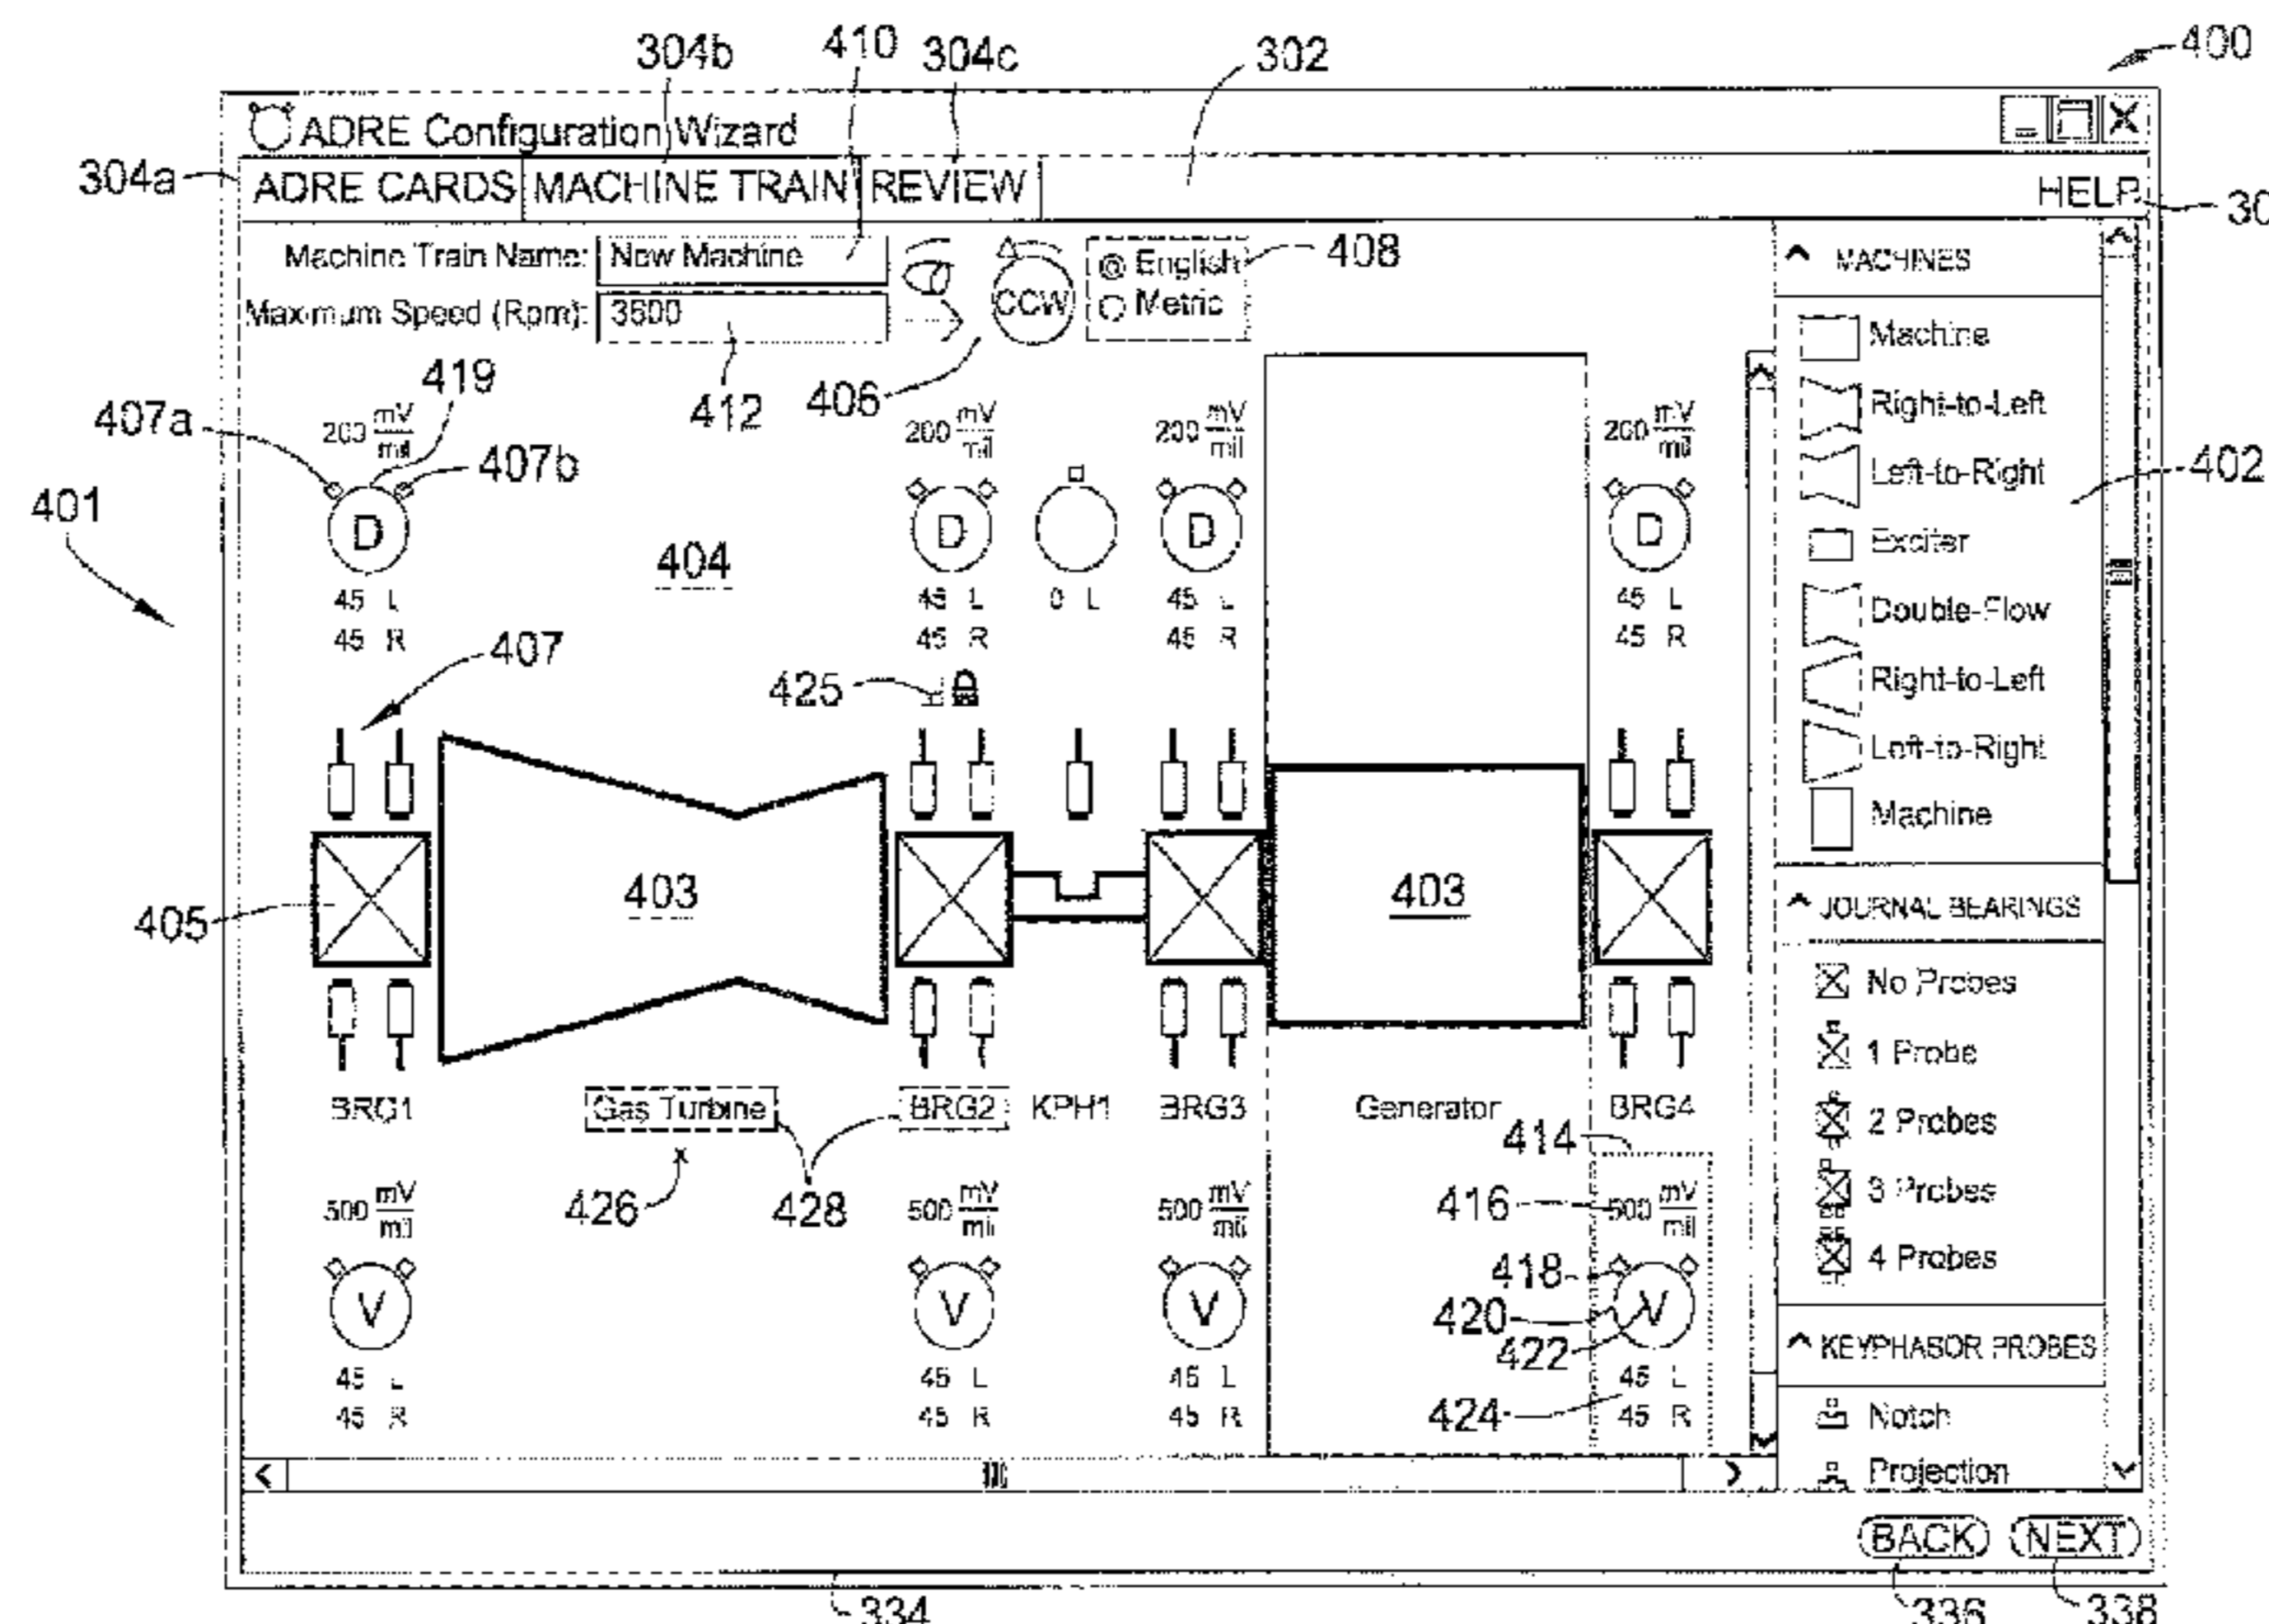 304b 410 304c 302 400
ADRE Configuration Wizard
304a ADRE CARDS MACHINE TRAIN REVIEW HELP
Machine Train Name: New Machine
Maximum Speed (Rpm): 3600
CCW
English 408
Metric
412 406
MACHINES
Machine
Right-to-Left
Left-to-Right
402
Exciter
Double-Flow
Right-to-Left
Left-to-Right
Machine
419
407a 407b
401
404
200 mV/mil 200 mV/mil 200 mV/mil 200 mV/mil
D D D D
45 L 45 L 0 L 45 L 45 L
45 R 45 R 45 R 45 R
407
425
405 403 403
JOURNAL BEARINGS
No Probes
1 Probe
2 Probes
3 Probes
4 Probes
BRG1 Gas Turbine BRG2 KPH1 BRG3 Generator BRG4
414
426 428 416
500 mV/mil 500 mV/mil 500 mV/mil 500 mV/mil
418
420
422
V V V V
45 L 45 L 45 L 45 L
45 R 45 R 45 R 45 R
424
KEYPHASOR PROBES
Notch
Projection
BACK NEXT
334 336 338